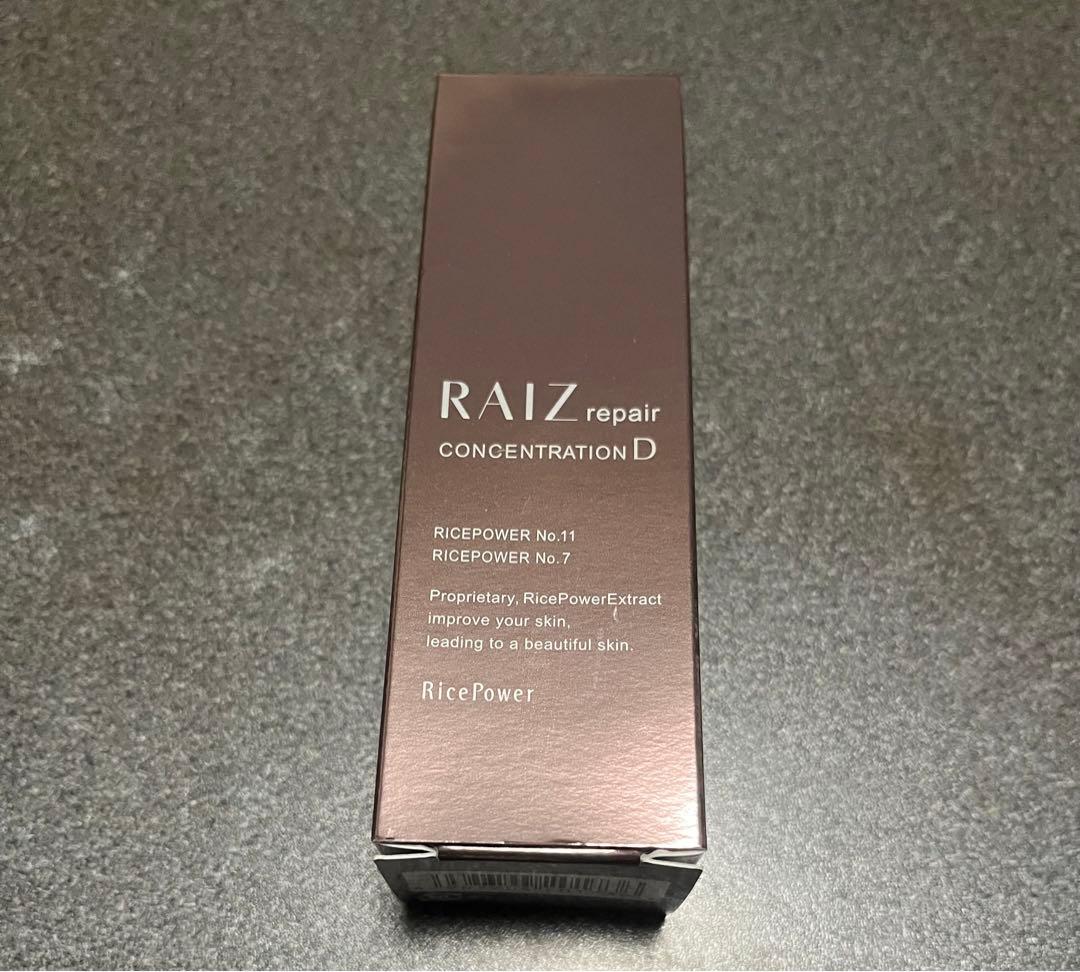 RAIZ repair
CONCENTRATION D
RICEPOWER No.11
RICEPOWER No.7
Proprietary, RicePowerExtract
improve your skin,
leading to a beautiful skin.
RicePower